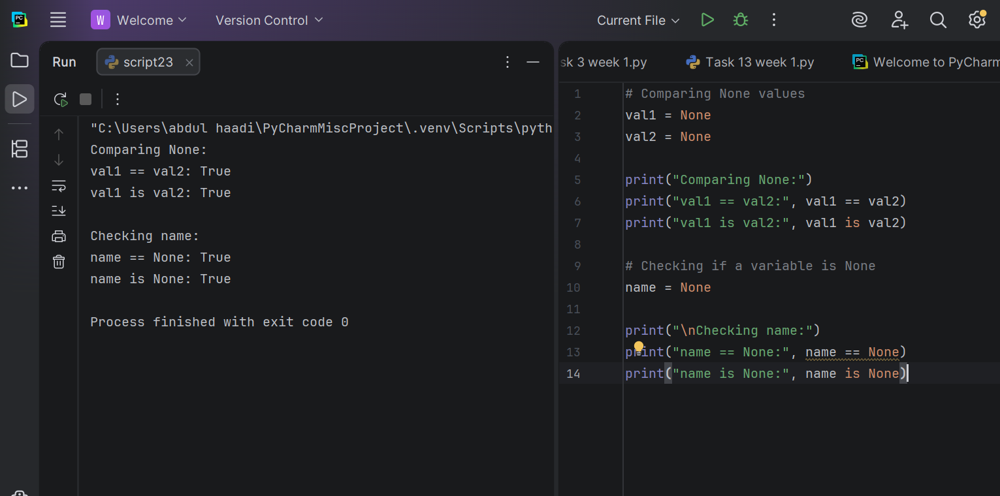 PC
W Welcome
Version Control
Current File
Run
script23
"C:\Users\abdul haadi\PyCharmMiscProject\.venv\Scripts\pyth
Comparing None:
val1 == val2: True
val1 is val2: True
Checking name:
name == None: True
name is None: True
Process finished with exit code 0
sk 3 week 1.py
Task 13 week 1.py
PC Welcome to PyCharm
1 # Comparing None values
2 val1 = None
3 val2 = None
4
5 print("Comparing None:")
6 print("val1 == val2:", val1 == val2)
7 print("val1 is val2:", val1 is val2)
8
9 # Checking if a variable is None
10 name = None
11
12 print("\nChecking name:")
13 print("name == None:", name == None)
14 print("name is None:", name is None)